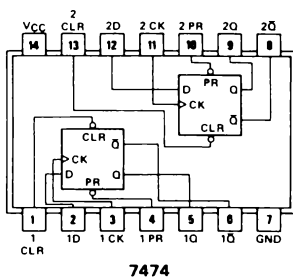 2
VCC CLR 2D 2 CK 2 PR 2Q 2Q̅
14 13 12 11 10 9 8
D Q
CK
CLR Q̅
CLR
CK Q̅
D Q
PR
1 2 3 4 5 6 7
1 1D 1 CK 1 PR 1Q 1Q̅ GND
CLR
7474